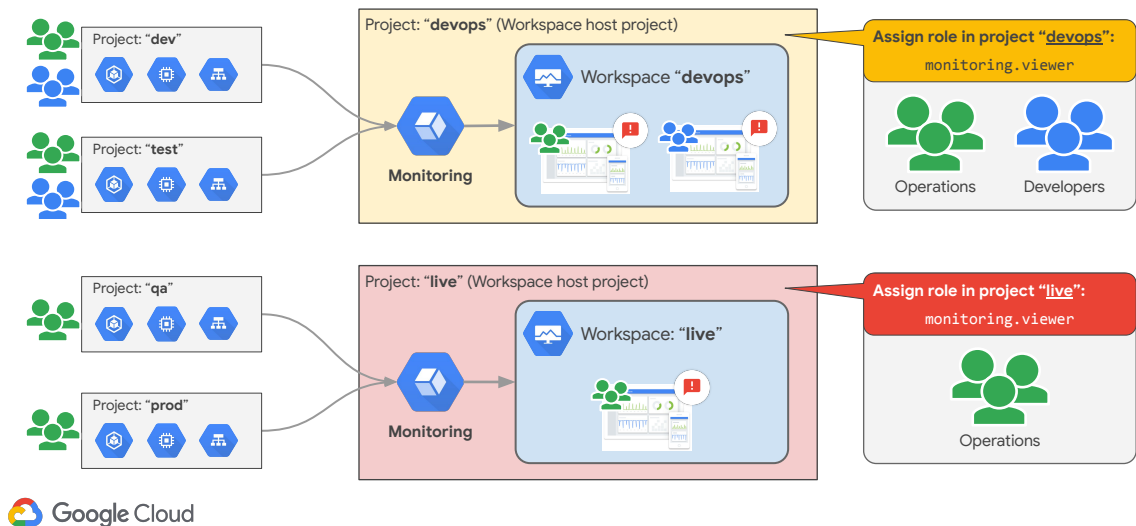 Project: “dev”
Project: “test”
Project: “devops” (Workspace host project)
Workspace “devops”
Monitoring
Assign role in project “devops”:
monitoring.viewer
Operations
Developers
Project: “qa”
Project: “prod”
Project: “live” (Workspace host project)
Workspace: “live”
Monitoring
Assign role in project “live”:
monitoring.viewer
Operations
Google Cloud